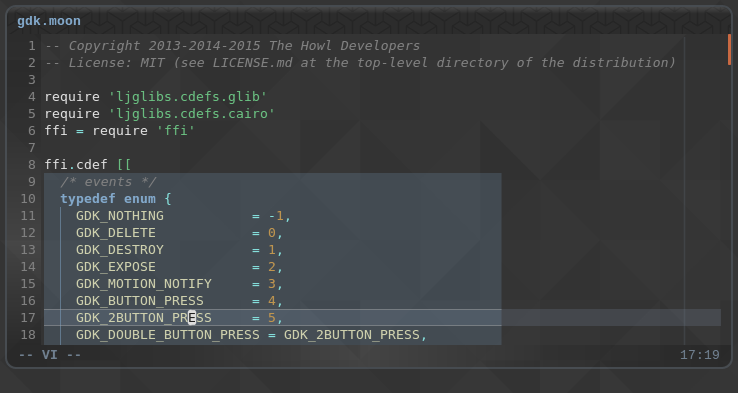 gdk.moon
1 -- Copyright 2013-2014-2015 The Howl Developers
2 -- License: MIT (see LICENSE.md at the top-level directory of the distribution)
3
4 require 'ljglibs.cdefs.glib'
5 require 'ljglibs.cdefs.cairo'
6 ffi = require 'ffi'
7
8 ffi.cdef [[
9   /* events */
10   typedef enum {
11     GDK_NOTHING           = -1,
12     GDK_DELETE            = 0,
13     GDK_DESTROY           = 1,
14     GDK_EXPOSE            = 2,
15     GDK_MOTION_NOTIFY     = 3,
16     GDK_BUTTON_PRESS      = 4,
17     GDK_2BUTTON_PRESS     = 5,
18     GDK_DOUBLE_BUTTON_PRESS = GDK_2BUTTON_PRESS,
-- VI -- 17:19